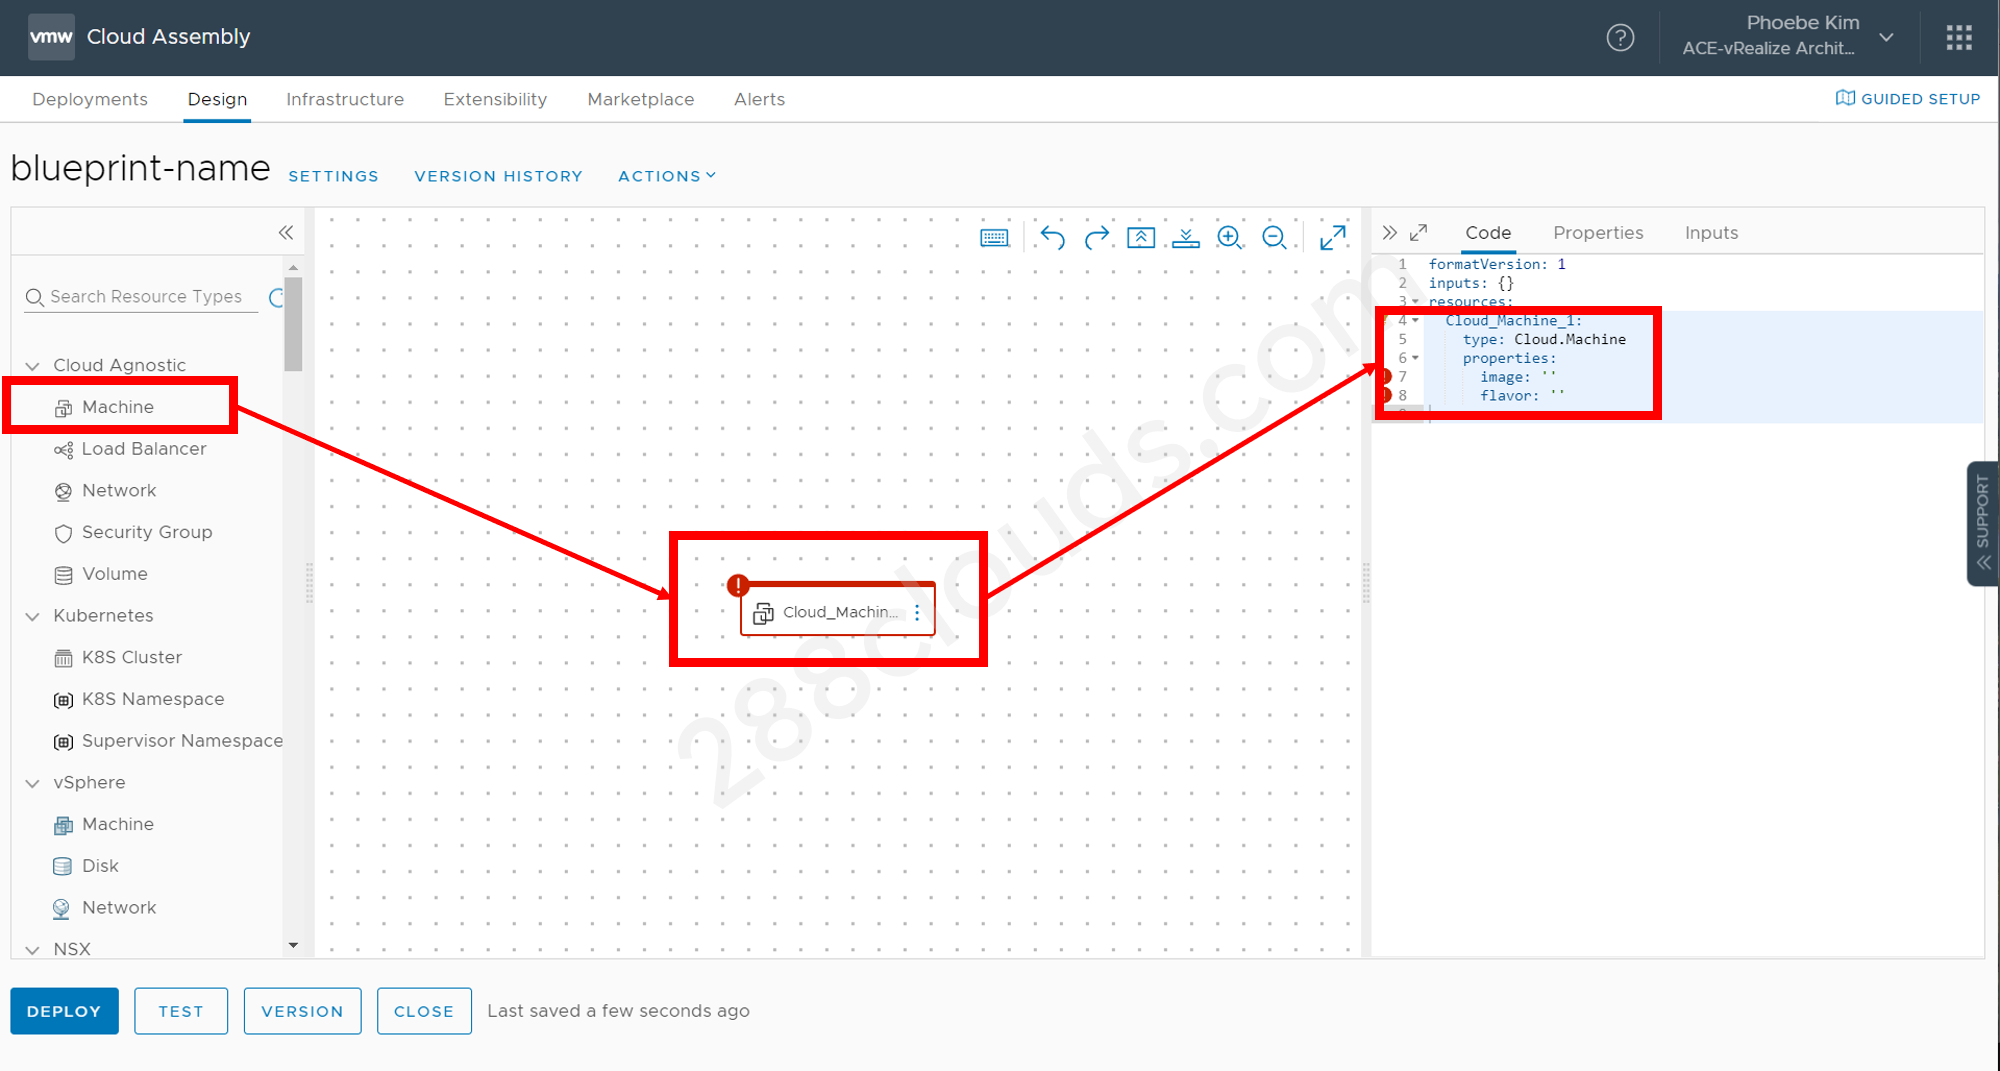 vmw Cloud Assembly
Phoebe Kim
ACE-vRealize Archit...
Deployments Design Infrastructure Extensibility Marketplace Alerts
GUIDED SETUP
blueprint-name SETTINGS VERSION HISTORY ACTIONS
Search Resource Types
Cloud Agnostic
Machine
Load Balancer
Network
Security Group
Volume
Kubernetes
K8S Cluster
K8S Namespace
Supervisor Namespace
vSphere
Machine
Disk
Network
NSX
Cloud_Machin...
288clouds.com
Code Properties Inputs
1 formatVersion: 1
2 inputs: {}
3 resources:
4 Cloud_Machine_1:
5 type: Cloud.Machine
6 properties:
7 image: ''
8 flavor: ''
SUPPORT
DEPLOY TEST VERSION CLOSE Last saved a few seconds ago